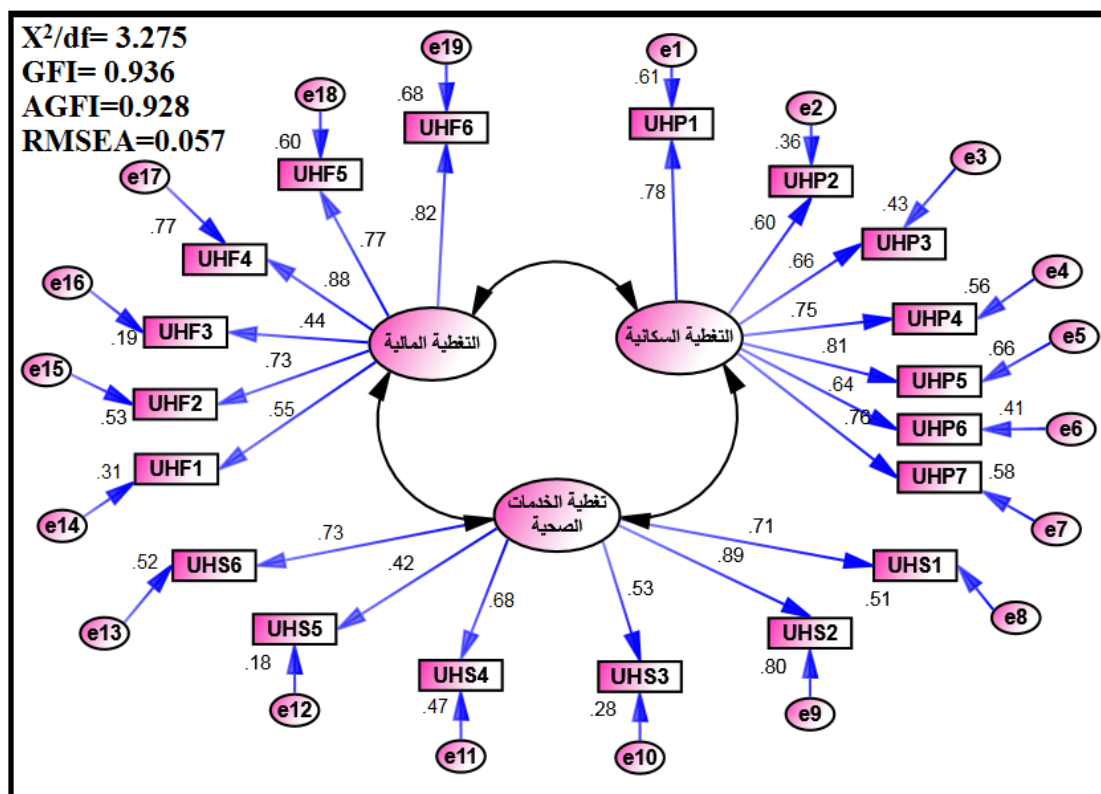 X²/df= 3.275
GFI= 0.936
AGFI=0.928
RMSEA=0.057
e19
.68
UHF6
.82
e18
.60
UHF5
.77
e17
.77
UHF4
.88
e16
.19
UHF3
.44
e15
.53
UHF2
.73
e14
.31
UHF1
.55
التغطية المالية
e1
.61
UHP1
.78
e2
.36
UHP2
.60
e3
.43
UHP3
.66
e4
.56
UHP4
.75
e5
.66
UHP5
.81
e6
.41
UHP6
.64
e7
.58
UHP7
.76
التغطية السكانية
تغطية الخدمات
الصحية
.71
UHS1
.51
e8
.89
UHS2
.80
e9
.53
UHS3
.28
e10
.68
UHS4
.47
e11
.42
UHS5
.18
e12
.73
UHS6
.52
e13